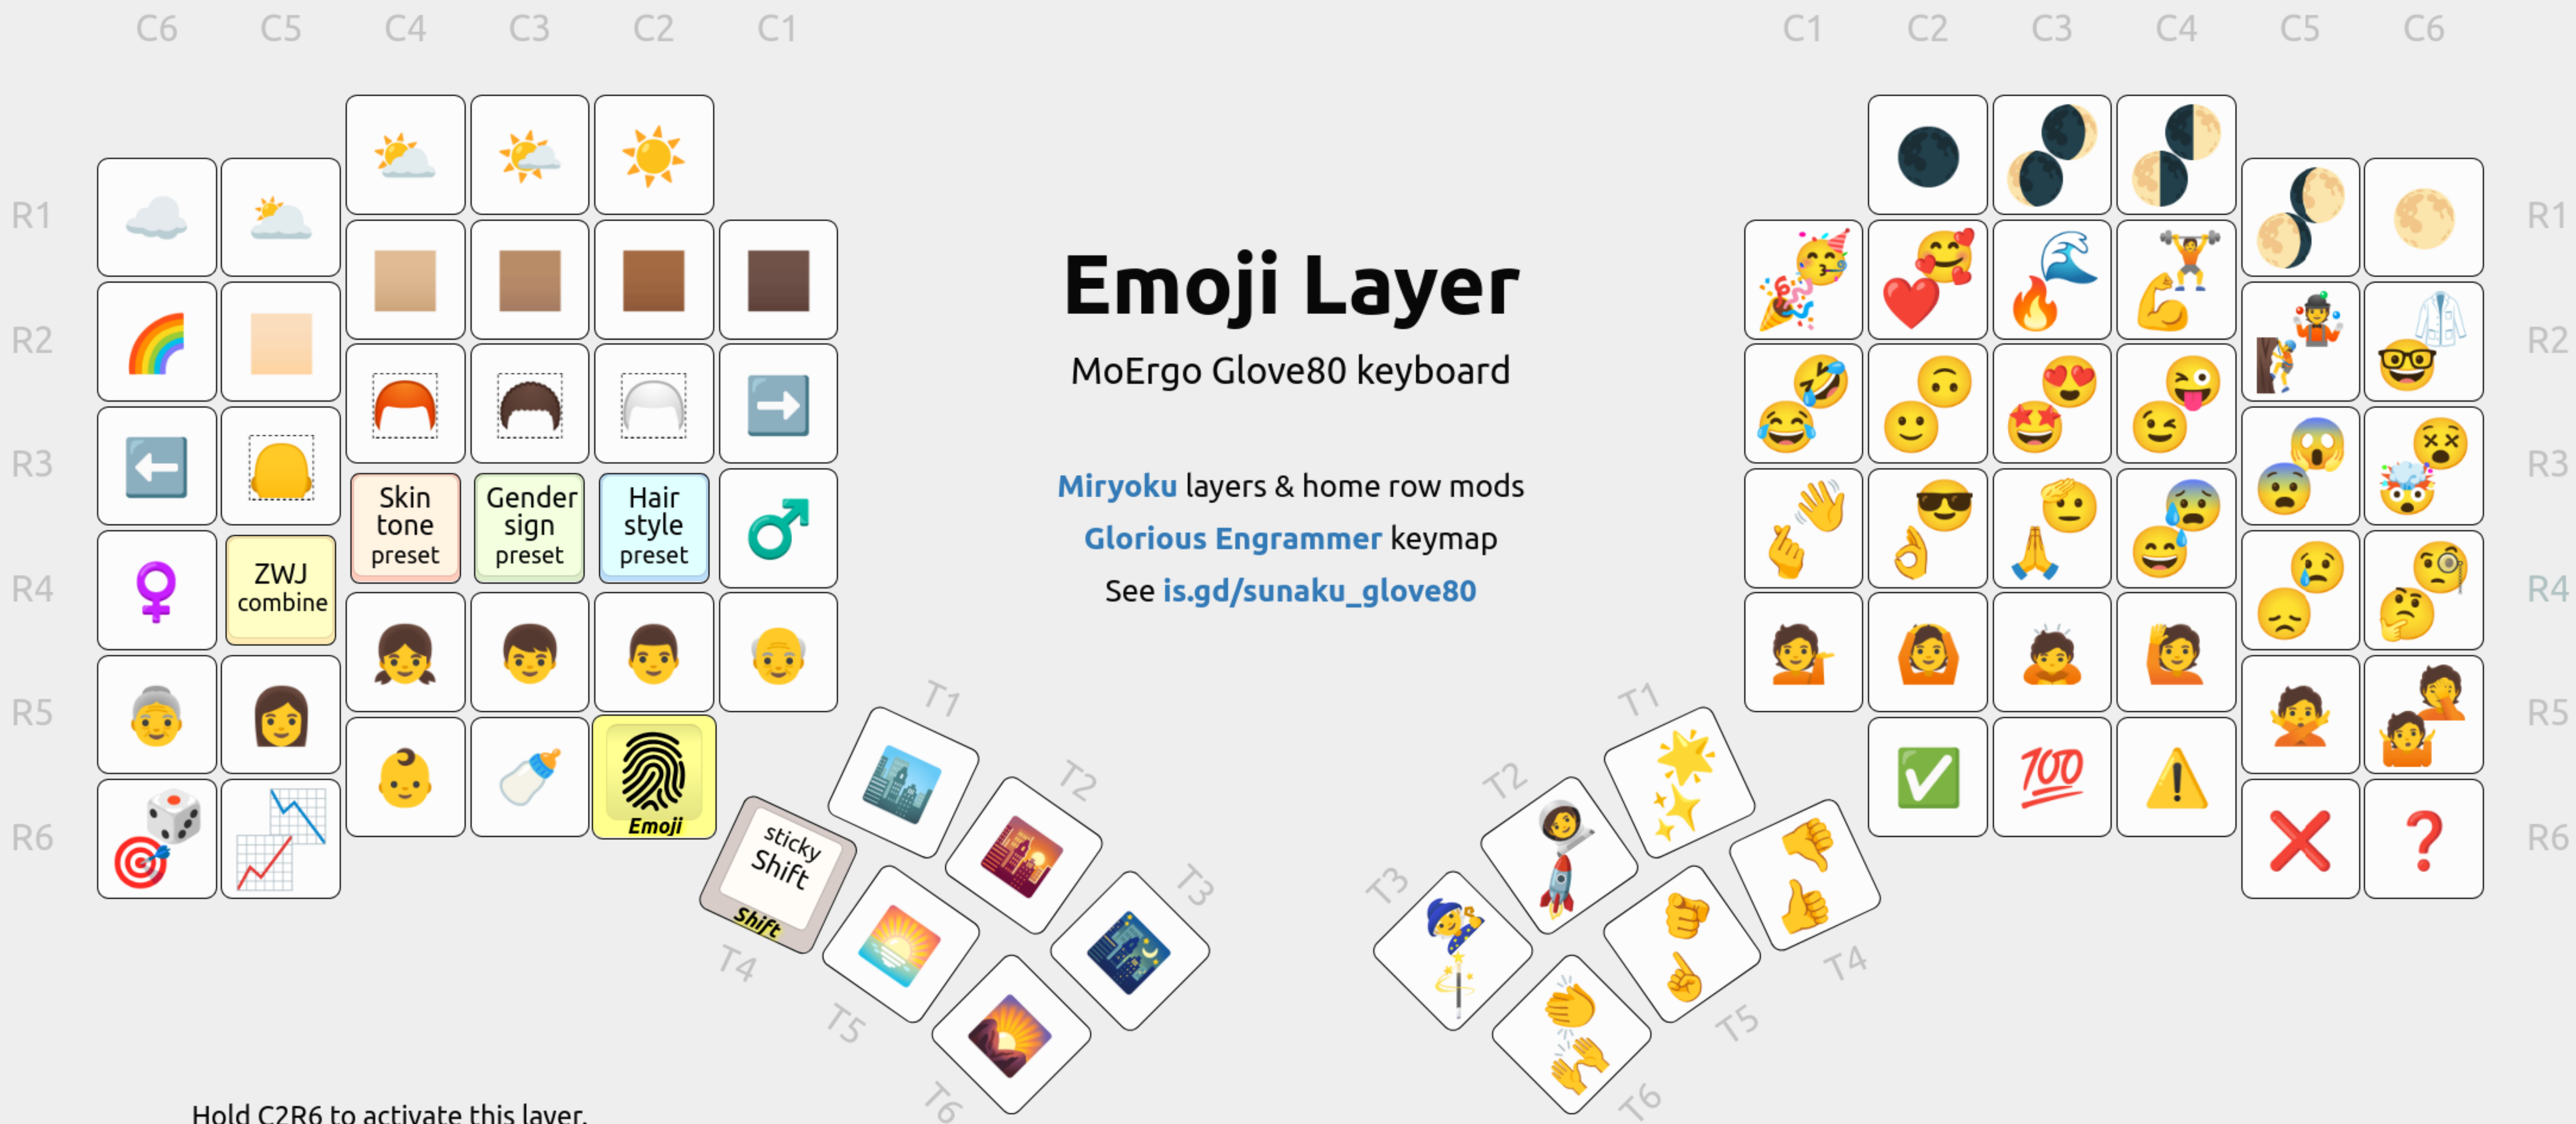 C6 C5 C4 C3 C2 C1
C1 C2 C3 C4 C5 C6
R1
R2
R3
R4
R5
R6
Skin
tone
preset
Gender
sign
preset
Hair
style
preset
ZWJ
combine
Emoji
sticky
Shift
Shift
T1
T2
T3
T4
T5
T6
Emoji Layer
MoErgo Glove80 keyboard
Miryoku layers & home row mods
Glorious Engrammer keymap
See is.gd/sunaku_glove80
T1
T2
T3
T4
T5
T6
100
R1
R2
R3
R4
R5
R6
Hold C2R6 to activate this layer.